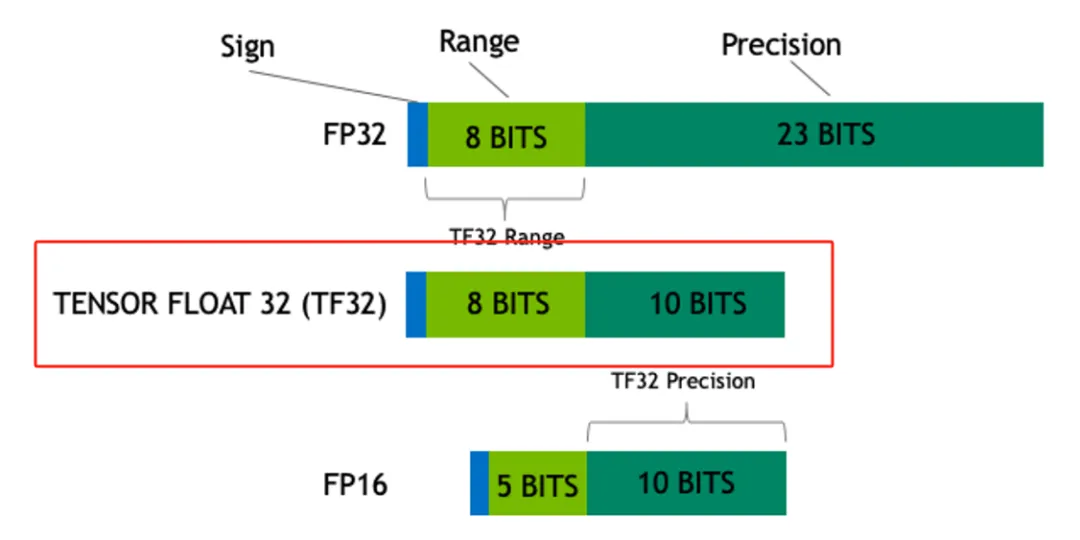 Sign
Range
Precision
FP32
8 BITS
23 BITS
TF32 Range
TENSOR FLOAT 32 (TF32)
8 BITS
10 BITS
TF32 Precision
FP16
5 BITS
10 BITS